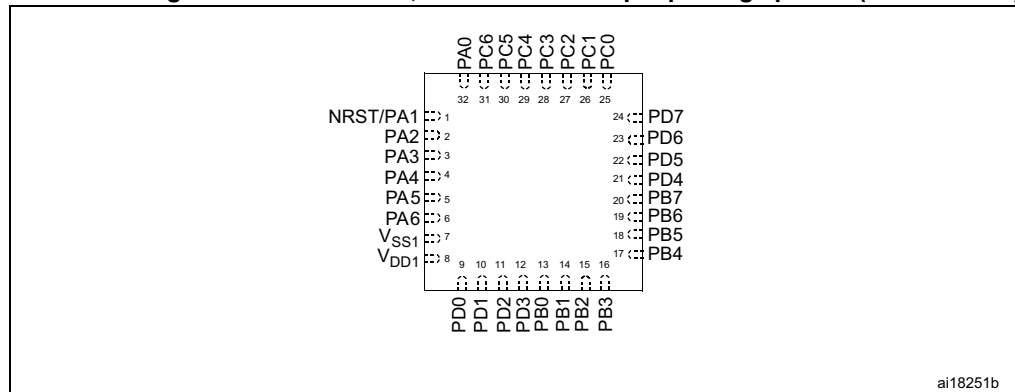 PA0 PC6 PC5 PC4 PC3 PC2 PC1 PC0
32 31 30 29 28 27 26 25
NRST/PA1 1 24 PD7
PA2 2 23 PD6
PA3 3 22 PD5
PA4 4 21 PD4
PA5 5 20 PB7
PA6 6 19 PB6
VSS1 7 18 PB5
VDD1 8 17 PB4
9 10 11 12 13 14 15 16
PD0 PD1 PD2 PD3 PB0 PB1 PB2 PB3
ai18251b